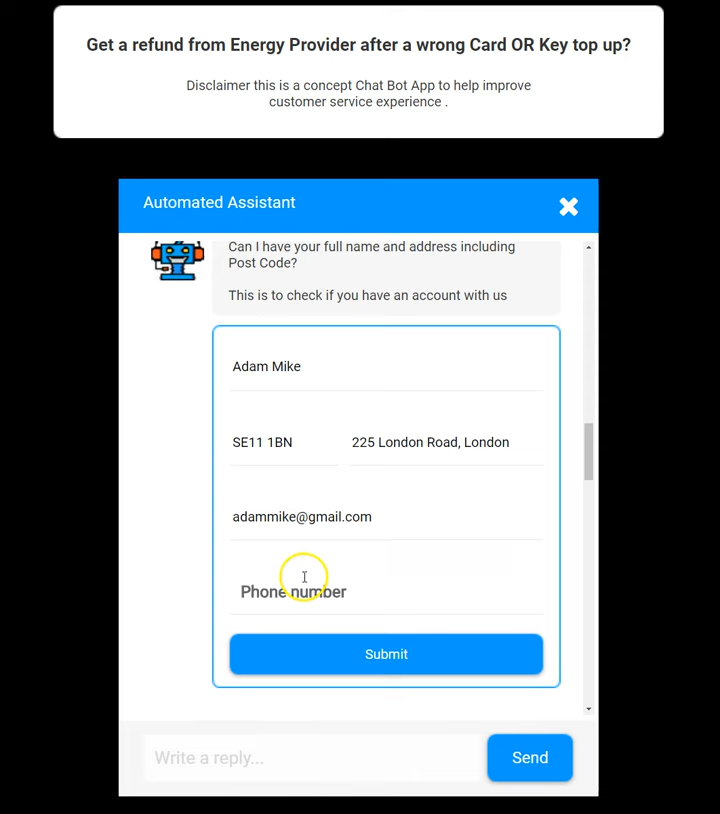 Get a refund from Energy Provider after a wrong Card OR Key top up?
Disclaimer this is a concept Chat Bot App to help improve
customer service experience .
Automated Assistant
Can I have your full name and address including
Post Code?
This is to check if you have an account with us
Adam Mike
SE11 1BN 225 London Road, London
adammike@gmail.com
Phone number
Submit
Write a reply...
Send